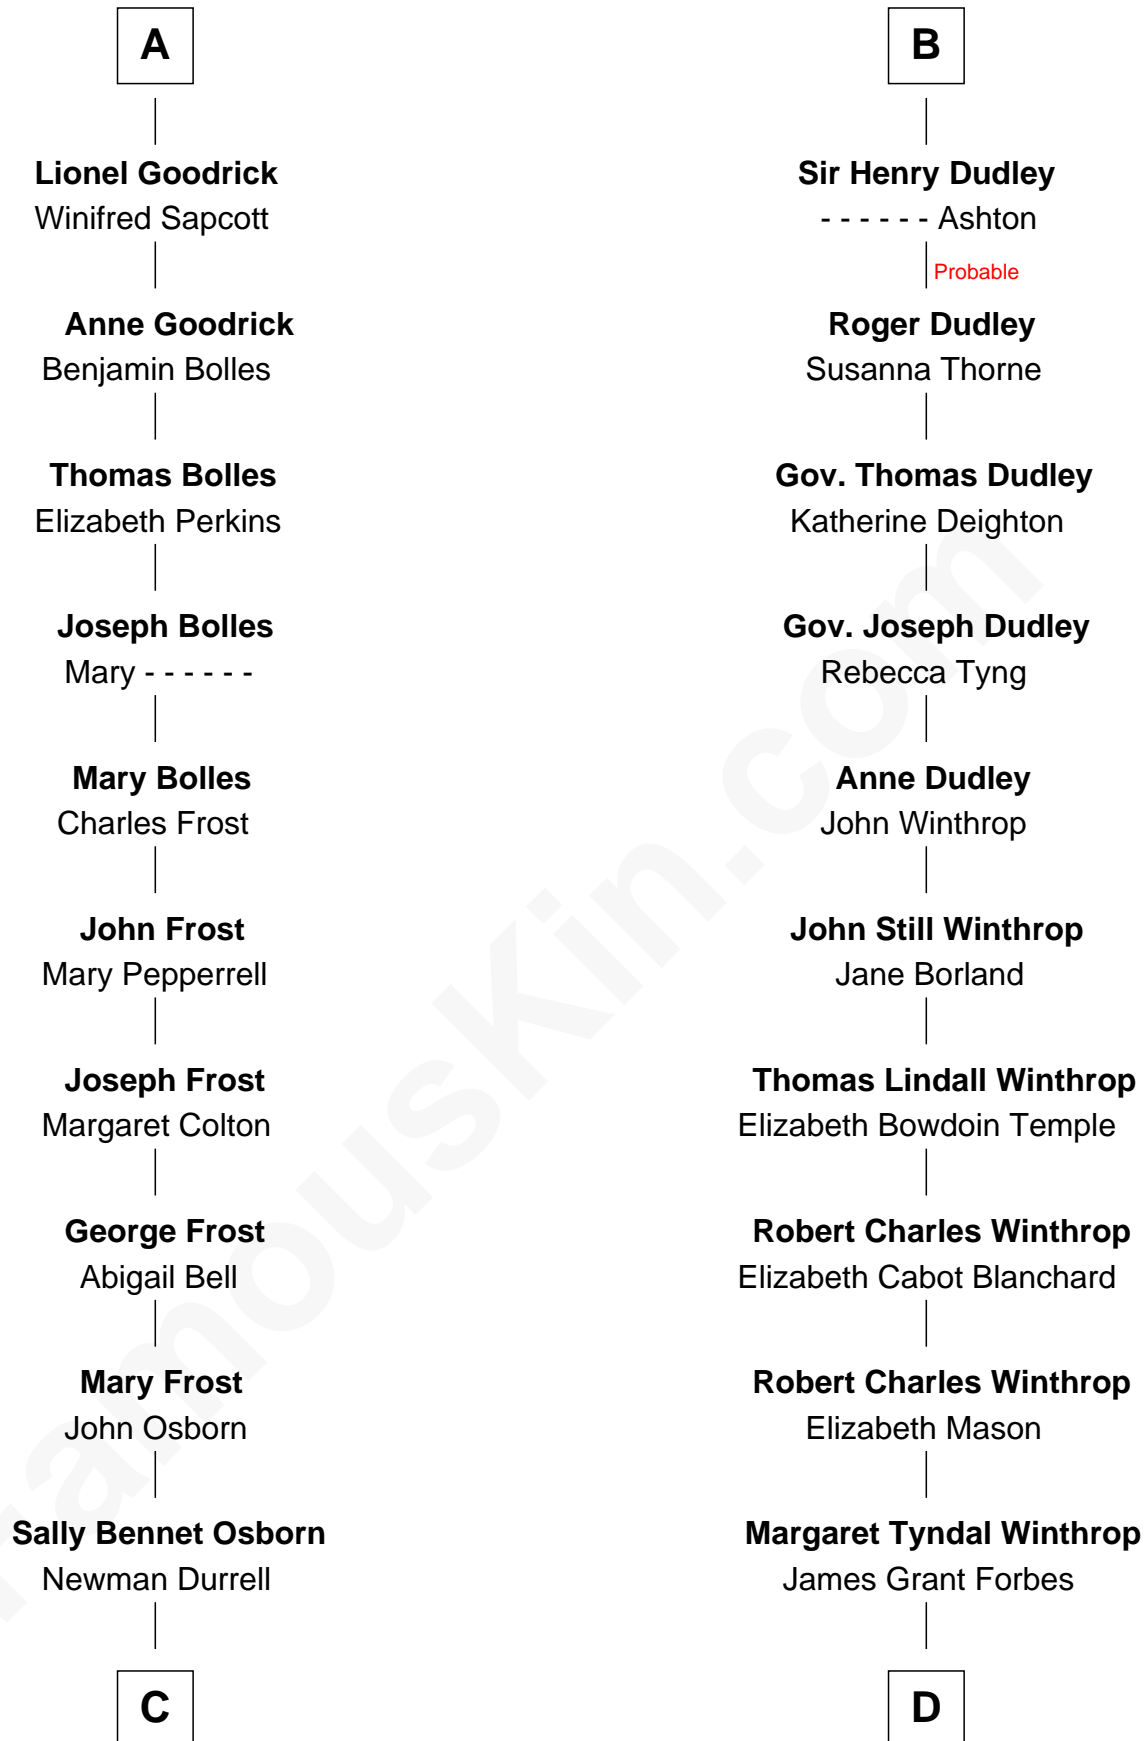 A
Lionel Goodrick
Winifred Sapcott
Anne Goodrick
Benjamin Bolles
Thomas Bolles
Elizabeth Perkins
Joseph Bolles
Mary - - - - - -
Mary Bolles
Charles Frost
John Frost
Mary Pepperrell
Joseph Frost
Margaret Colton
George Frost
Abigail Bell
Mary Frost
John Osborn
Sally Bennet Osborn
Newman Durrell
C
B
Sir Henry Dudley
- - - - - - Ashton
Probable
Roger Dudley
Susanna Thorne
Gov. Thomas Dudley
Katherine Deighton
Gov. Joseph Dudley
Rebecca Tyng
Anne Dudley
John Winthrop
John Still Winthrop
Jane Borland
Thomas Lindall Winthrop
Elizabeth Bowdoin Temple
Robert Charles Winthrop
Elizabeth Cabot Blanchard
Robert Charles Winthrop
Elizabeth Mason
Margaret Tyndal Winthrop
James Grant Forbes
D
FamousKin.com